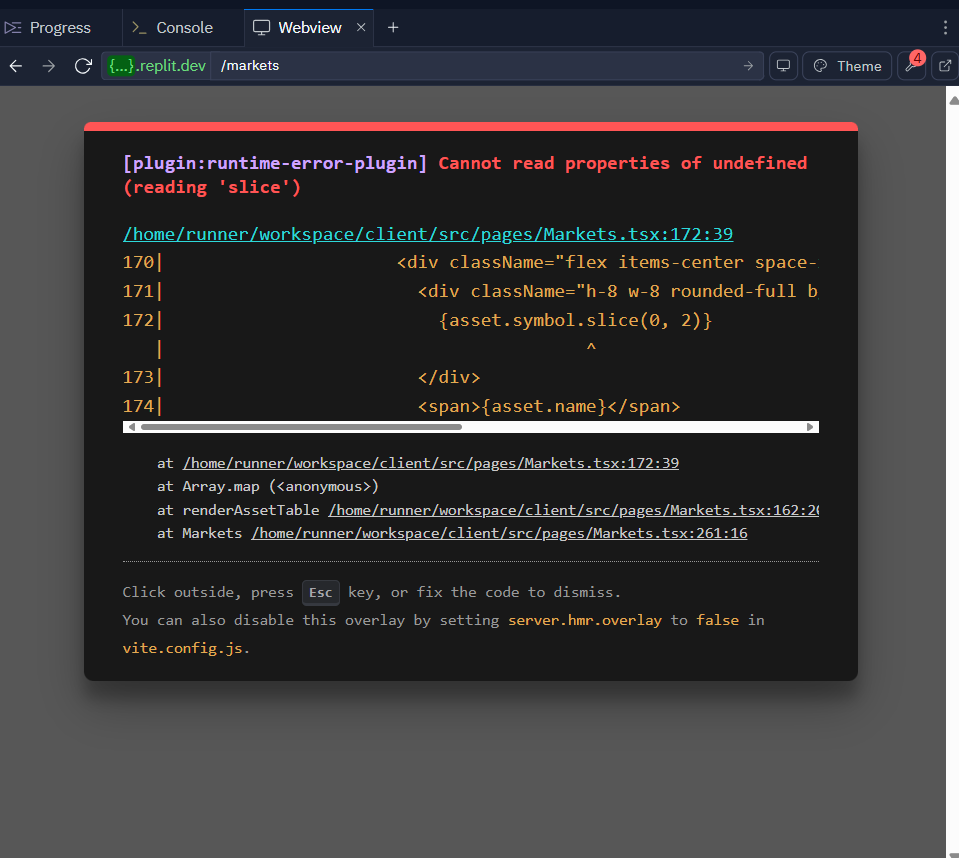 Progress
Console
Webview
{...}.replit.dev /markets
Theme
4
[plugin:runtime-error-plugin] Cannot read properties of undefined
(reading 'slice')
/home/runner/workspace/client/src/pages/Markets.tsx:172:39
170| <div className="flex items-center space-
171| <div className="h-8 w-8 rounded-full b
172| {asset.symbol.slice(0, 2)}
| ^
173| </div>
174| <span>{asset.name}</span>
at /home/runner/workspace/client/src/pages/Markets.tsx:172:39
at Array.map (<anonymous>)
at renderAssetTable /home/runner/workspace/client/src/pages/Markets.tsx:162:2
at Markets /home/runner/workspace/client/src/pages/Markets.tsx:261:16
Click outside, press Esc key, or fix the code to dismiss.
You can also disable this overlay by setting server.hmr.overlay to false in
vite.config.js.